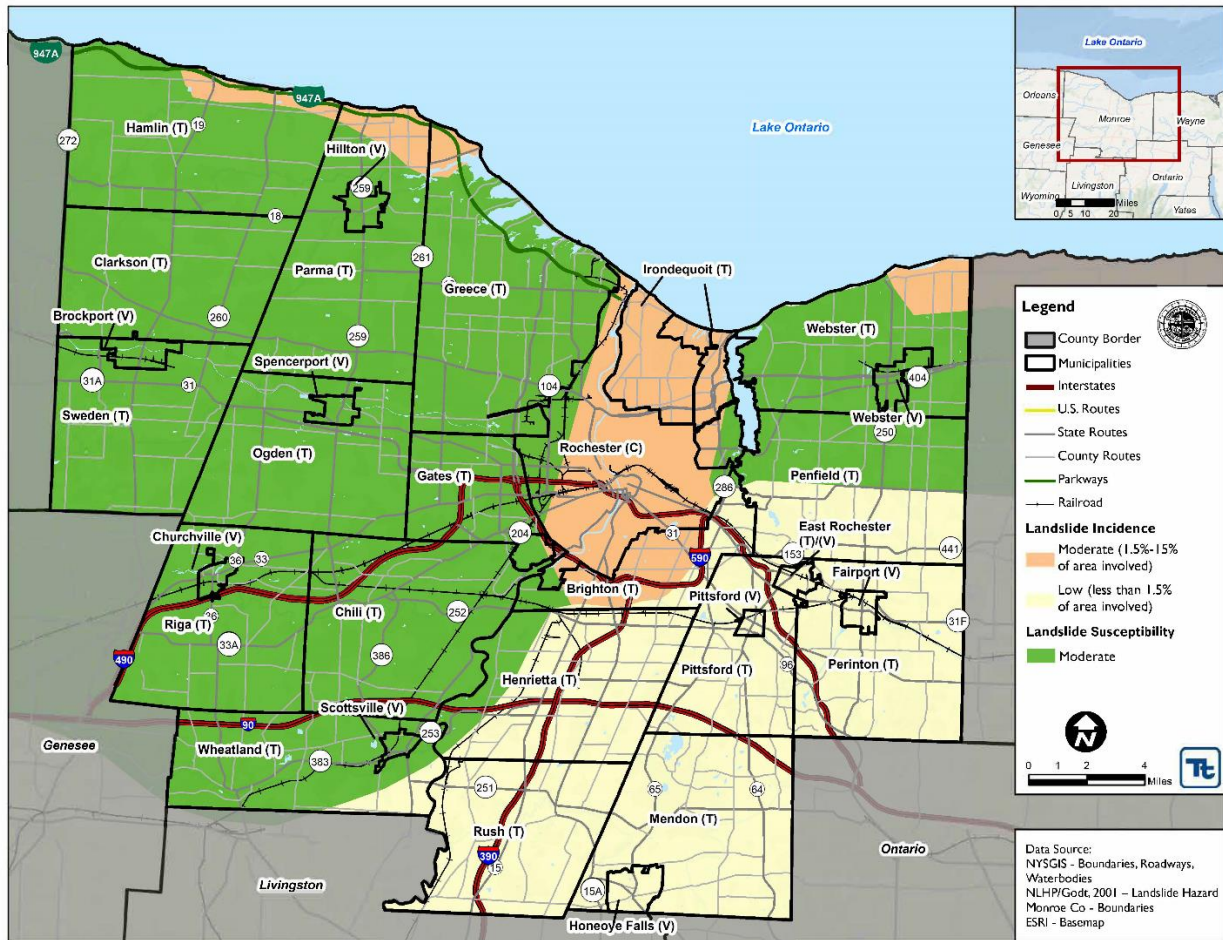 947A
947A
947A
Lake Ontario
Hamlin (T)
19
272
Hillton (V)
259
18
Clarkson (T)
Parma (T)
261
Greece (T)
Irondequoit (T)
Brockport (V)
260
259
Webster (T)
404
Spencerport (V)
31A
31
104
Sweden (T)
Webster (V)
250
Ogden (T)
Rochester (C)
Gates (T)
Penfield (T)
286
Churchville (V)
36
33
204
31
590
East Rochester
(T)/(V)
153
441
Fairport (V)
Brighton (T)
Pittsford (V)
Chili (T)
252
36
Riga (T)
33A
31F
490
386
Henrietta (T)
Pittsford (T)
96
Perinton (T)
Scottsville (V)
90
253
Genesee
Wheatland (T)
383
251
65
64
Mendon (T)
Rush (T)
390
15
Ontario
Livingston
15A
Honeoye Falls (V)
Lake Ontario
Orleans
Monroe
Wayne
Genesee
Ontario
Livingston
Wyoming
Yates
0 5 10 20
Miles
Legend
County Border
Municipalities
Interstates
U.S. Routes
State Routes
County Routes
Parkways
Railroad
Landslide Incidence
Moderate (1.5%-15%
of area involved)
Low (less than 1.5%
of area involved)
Landslide Susceptibility
Moderate
N
0 1 2 4
Miles
Tt
Data Source:
NYSGIS - Boundaries, Roadways,
Waterbodies
NLHP/Godt, 2001 – Landslide Hazard
Monroe Co - Boundaries
ESRI - Basemap